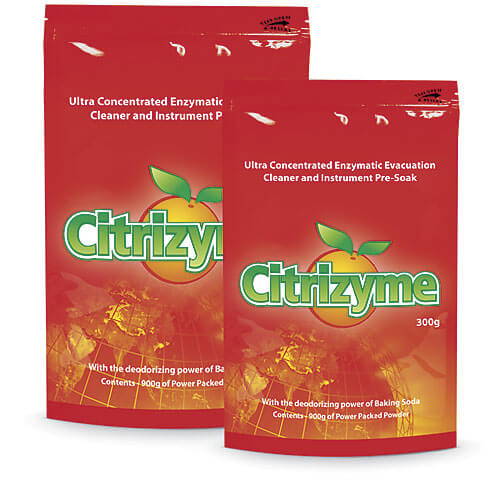 Ultra Concentrated Enzymatic
Cleaner and Instrument P
Citrizyme
With the deodorizing power of Ba
Contents - 900g of Power Packed
Ultra Concentrated Enzymatic Evacuation
Cleaner and Instrument Pre-Soak
Citrizyme
300g
With the deodorizing power of Baking Soda
Contents - 900g of Power Packed Powder